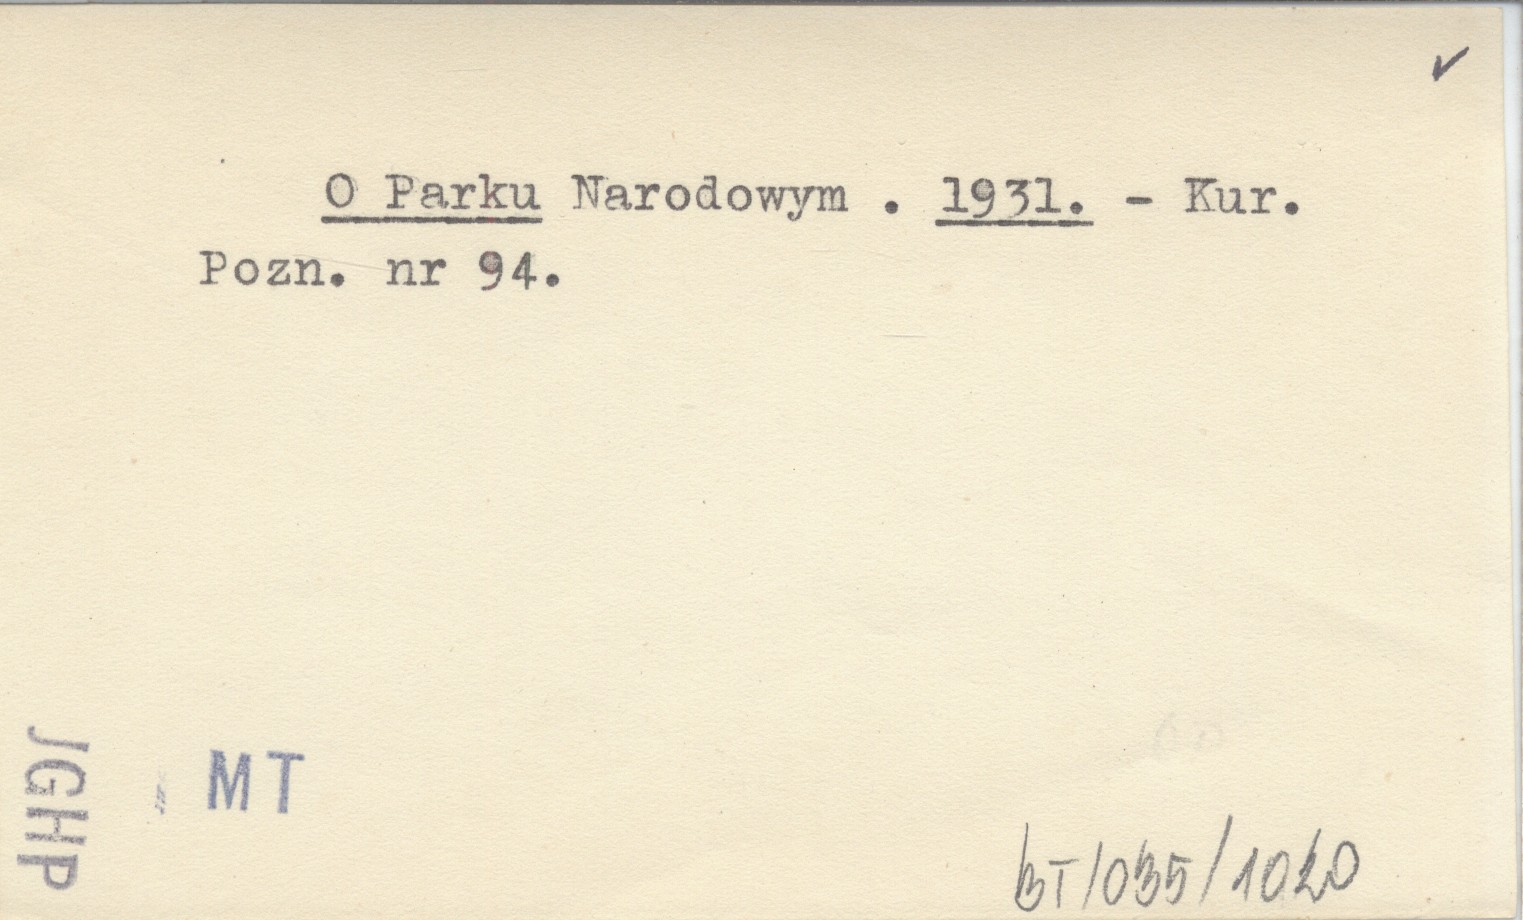 O Parku Narodowym . 1931. - Kur.
Pozn. nr 94.
JGHP
MT
BT/035/1020